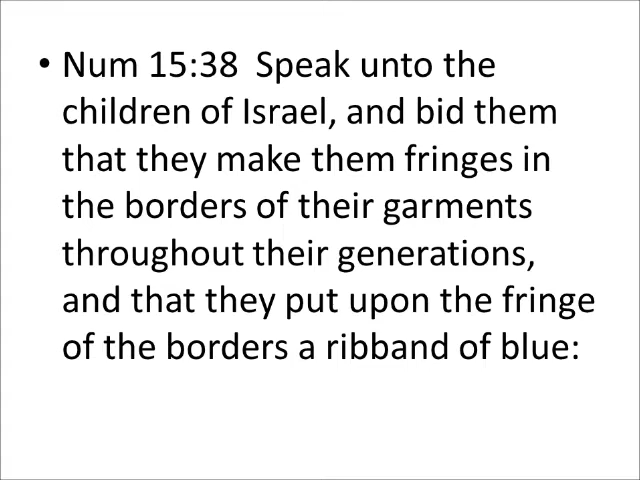 • Num 15:38  Speak unto the
children of Israel, and bid them
that they make them fringes in
the borders of their garments
throughout their generations,
and that they put upon the fringe
of the borders a ribband of blue: